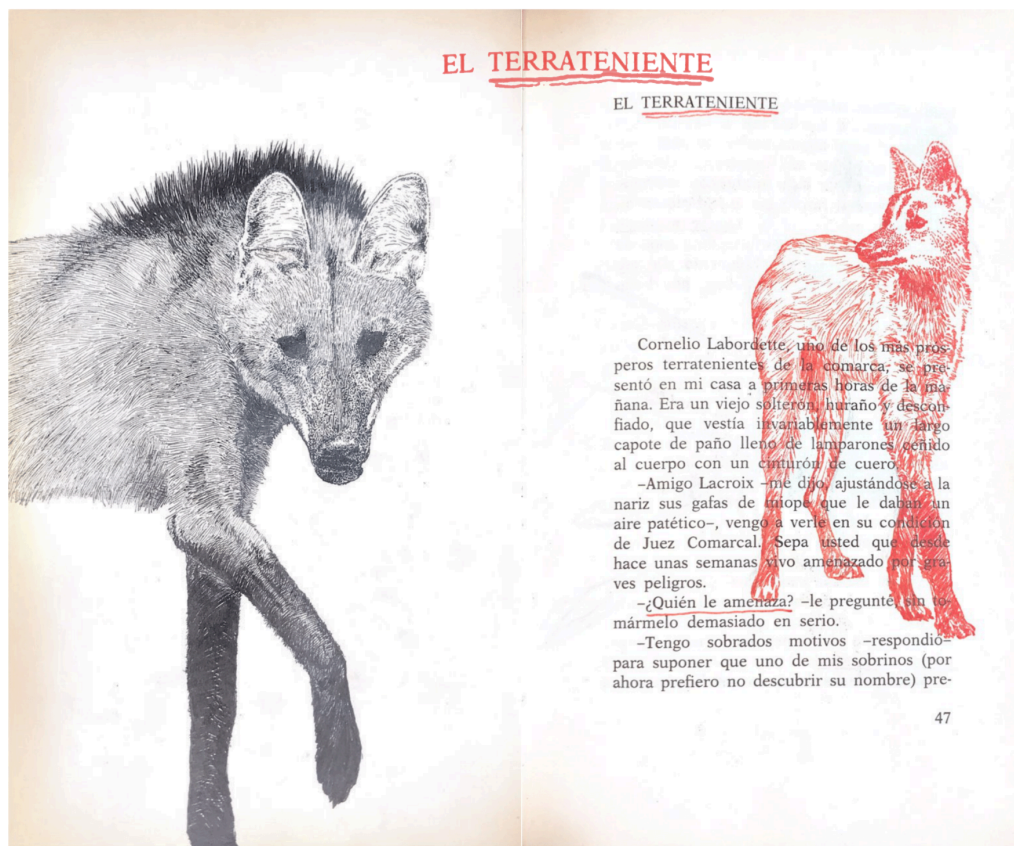 EL TERRATENIENTE
EL TERRATENIENTE
Cornelio Labordette, uno de los más prós-
peros terratenientes de la comarca, se pre-
sentó en mi casa a primeras horas de la ma-
ñana. Era un viejo solterón, huraño y descon-
fiado, que vestía invariablemente un largo
capote de paño lleno de lamparones ceñido
al cuerpo con un cinturón de cuero.
–Amigo Lacroix –me dijo, ajustándose a la
nariz sus gafas de miope que le daban un
aire patético–, vengo a verle en su condición
de Juez Comarcal. Sepa usted que desde
hace unas semanas vivo amenazado por gra-
ves peligros.
–¿Quién le amenaza? –le pregunté, sin to-
mármelo demasiado en serio.
–Tengo sobrados motivos –respondió–
para suponer que uno de mis sobrinos (por
ahora prefiero no descubrir su nombre) pre-
47